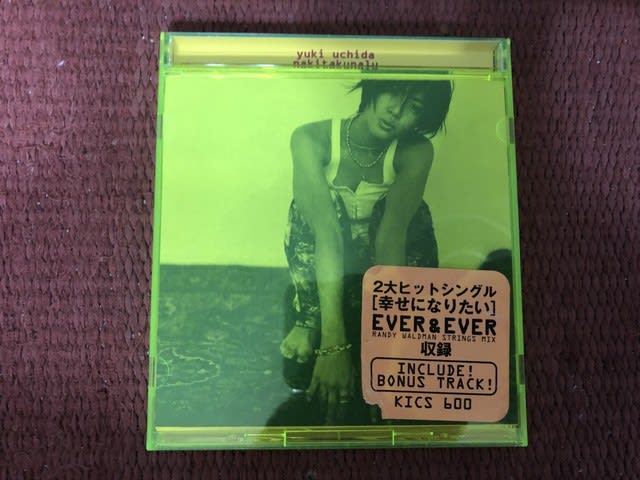 yuki uchida
nakitakunalu
2大ヒットシングル
[幸せになりたい]
EVER&EVER
RANDY WALDMAN STRINGS MIX
収録
INCLUDE!
BONUS TRACK!
KICS 600